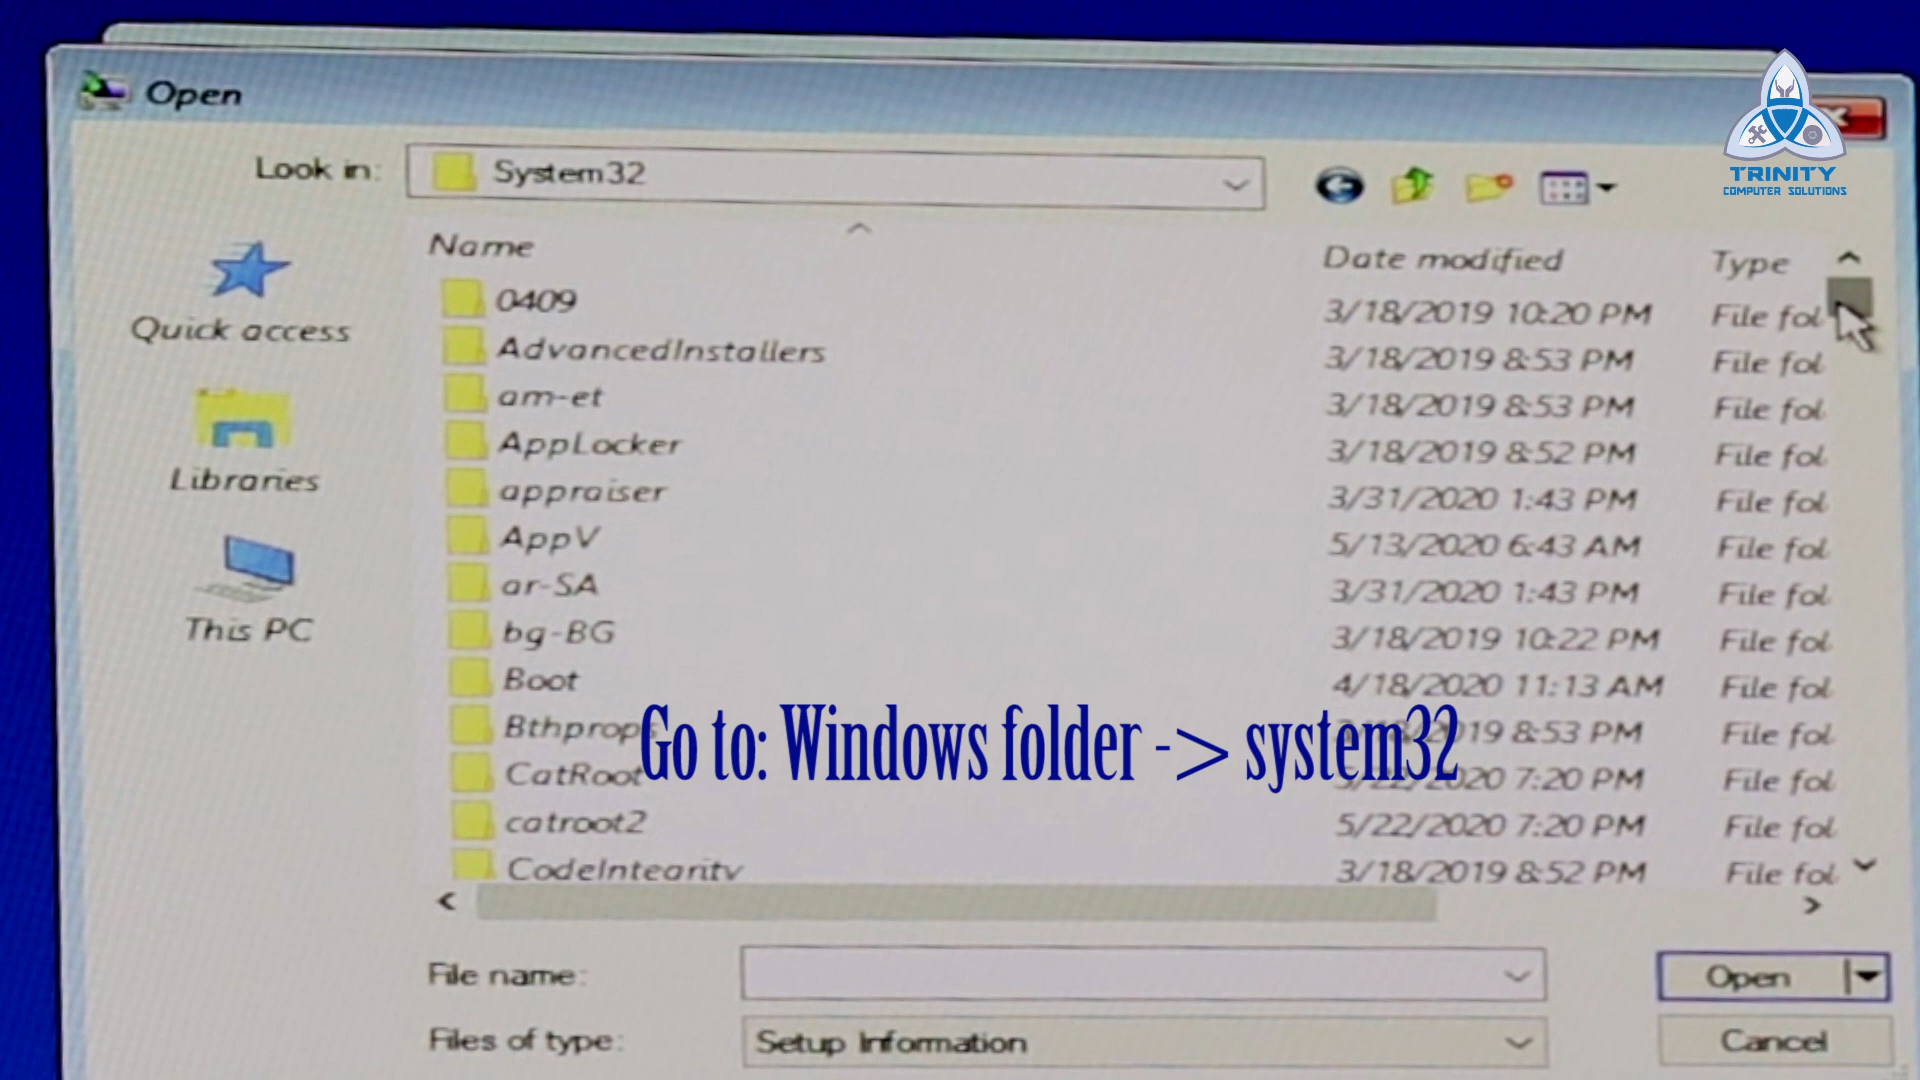 Open
TRINITY
COMPUTER SOLUTIONS
Look in: System32
Name Date modified Type
0409 3/18/2019 10:20 PM File fol
AdvancedInstallers 3/18/2019 8:53 PM File fol
am-et 3/18/2019 8:53 PM File fol
AppLocker 3/18/2019 8:52 PM File fol
appraiser 3/31/2020 1:43 PM File fol
AppV 5/13/2020 6:43 AM File fol
ar-SA 3/31/2020 1:43 PM File fol
bg-BG 3/18/2019 10:22 PM File fol
Boot 4/18/2020 11:13 AM File fol
Bthprops 3/18/2019 8:53 PM File fol
CatRoot 5/22/2020 7:20 PM File fol
catroot2 5/22/2020 7:20 PM File fol
CodeIntegrity 3/18/2019 8:52 PM File fol
Quick access
Libraries
This PC
Go to: Windows folder -> system32
File name:
Open
Files of type: Setup Information
Cancel